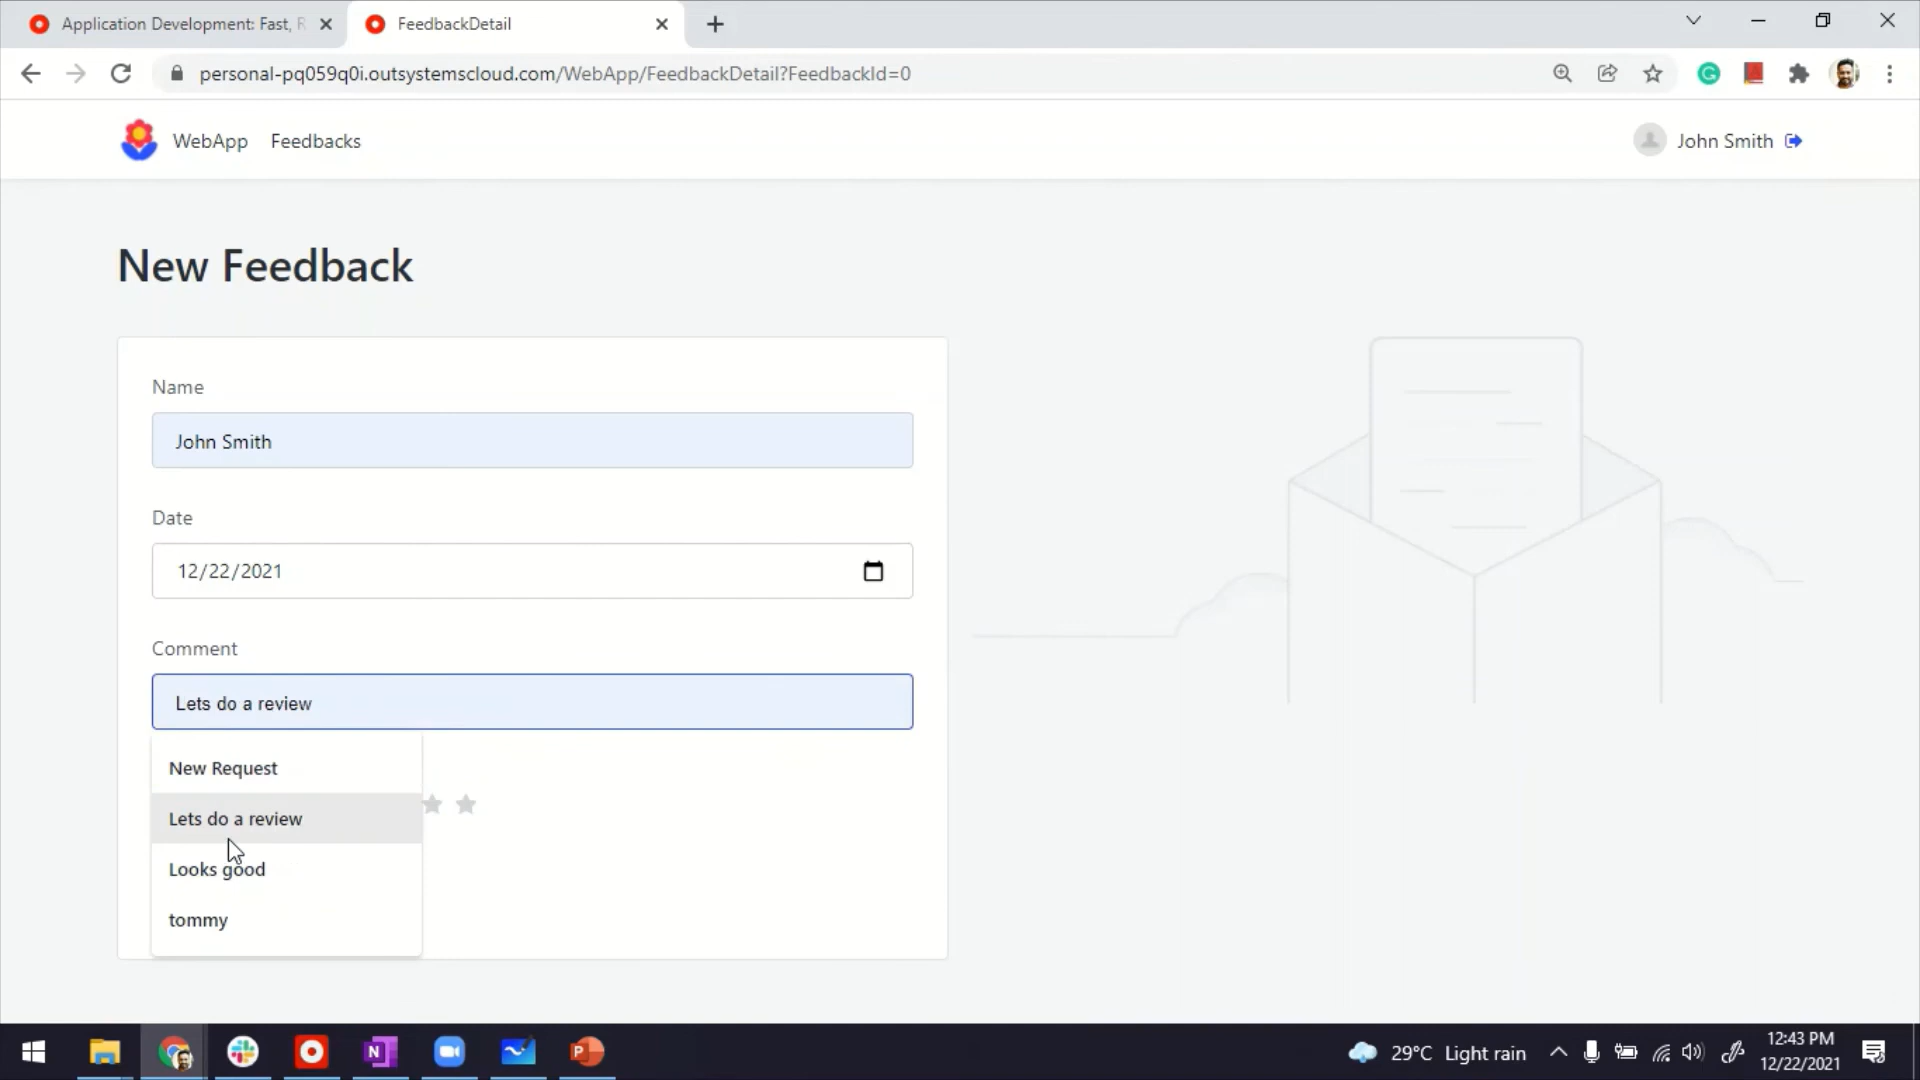 Application Development: Fast, R
FeedbackDetail
personal-pq059q0i.outsystemscloud.com/WebApp/FeedbackDetail?FeedbackId=0
WebApp
Feedbacks
John Smith
New Feedback
Name
John Smith
Date
12/22/2021
Comment
Lets do a review
New Request
Lets do a review
Looks good
tommy
29°C Light rain
12:43 PM
12/22/2021